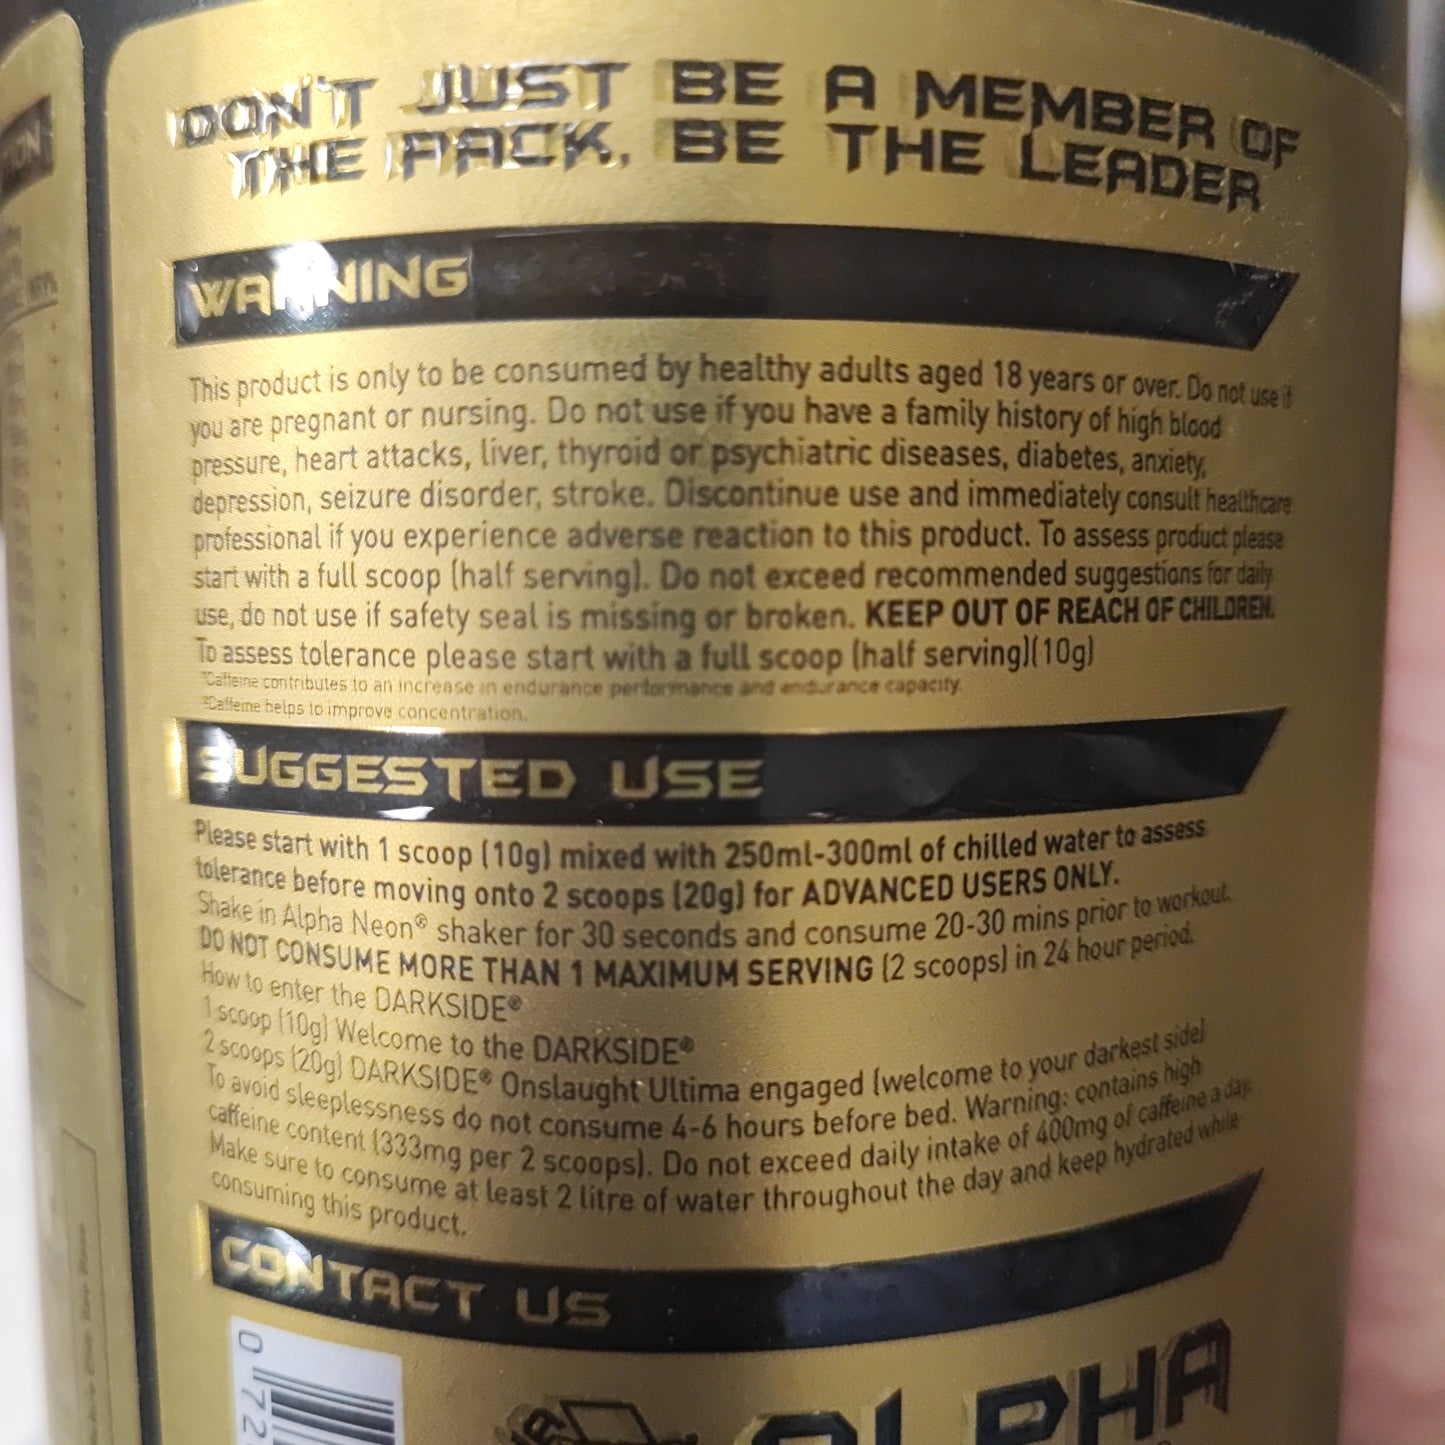 DON'T JUST BE A MEMBER OF
THE PACK, BE THE LEADER
WARNING
This product is only to be consumed by healthy adults aged 18 years or over. Do not use if
you are pregnant or nursing. Do not use if you have a family history of high blood
pressure, heart attacks, liver, thyroid or psychiatric diseases, diabetes, anxiety,
depression, seizure disorder, stroke. Discontinue use and immediately consult healthcare
professional if you experience adverse reaction to this product. To assess product please
start with a full scoop (half serving). Do not exceed recommended suggestions for daily
use, do not use if safety seal is missing or broken. KEEP OUT OF REACH OF CHILDREN.
To assess tolerance please start with a full scoop (half serving)(10g)
¹Caffeine contributes to an increase in endurance performance and endurance capacity.
²Caffeine helps to improve concentration.
SUGGESTED USE
Please start with 1 scoop (10g) mixed with 250ml-300ml of chilled water to assess
tolerance before moving onto 2 scoops (20g) for ADVANCED USERS ONLY.
Shake in Alpha Neon® shaker for 30 seconds and consume 20-30 mins prior to workout.
DO NOT CONSUME MORE THAN 1 MAXIMUM SERVING (2 scoops) in 24 hour period.
How to enter the DARKSIDE®
1 scoop (10g) Welcome to the DARKSIDE®
2 scoops (20g) DARKSIDE® Onslaught Ultima engaged (welcome to your darkest side)
To avoid sleeplessness do not consume 4-6 hours before bed. Warning: contains high
caffeine content (333mg per 2 scoops). Do not exceed daily intake of 400mg of caffeine a day.
Make sure to consume at least 2 litre of water throughout the day and keep hydrated while
consuming this product.
CONTACT US
0 72
ALPHA